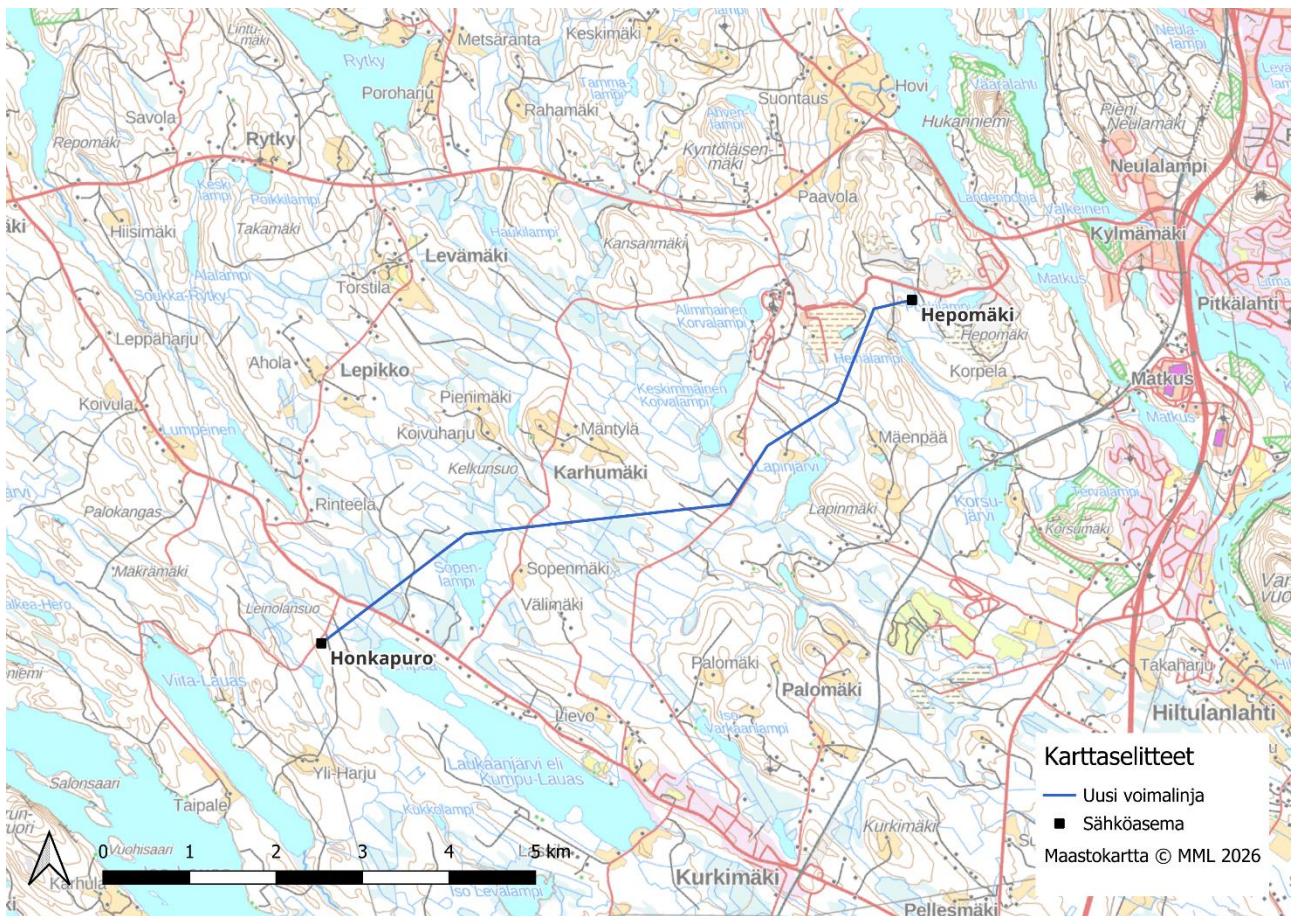 Lintu-
mäki
Metsäranta
Keskimäki
Neula-
lampi
Rytky
Poroharju
Tamma-
lampi
Suontaus
Hovi
Vääralahti
Savola
Rahamäki
Ahven-
lampi
Hukanniemi
Pieni
Neulamäki
Repomäki
Rytky
Kyntöläisen-
mäki
Neulalampi
Keski-
lampi
Poikkilampi
Paavola
Valkeinen
Hiisimäki
Takamäki
Haukilampi
Kansanmäki
Kylmämäki
Levämäki
Alalampi
Torstila
Matkus
Soukka-Rytky
Alimmainen
Korvalampi
Pitkälahti
Hepomäki
Hepomäki
Leppäharju
Ahola
Lepikko
Heinälampi
Korpela
Matkus
Keskimmäinen
Korvalampi
Koivula
Pienimäki
Matkus
Lumpeinen
Koivuharju
Mäntylä
Mäenpää
Kelkunsuo
Karhumäki
Lapinjärvi
Tervalampi
Palokangas
Rinteelä
Lapinmäki
Korsu-
järvi
Korsumäki
Mäkrämäki
Sopen-
lampi
Sopenmäki
Leinolansuo
Välimäki
Honkapuro
Palomäki
Takaharju
Viita-Lauas
Palomäki
Lievo
Iso
Varkaanlampi
Hiltulanlahti
Laukaanjärvi eli
Kumpu-Lauas
Yli-Harju
Salonsaari
Taipale
Kukkolampi
Kurkimäki
Vuohisaari
Karhula
Iso Levälampi
Kurkimäki
Pellesmäki
Karttaselitteet
Uusi voimalinja
Sähköasema
Maastokartta © MML 2026
0 1 2 3 4 5 km